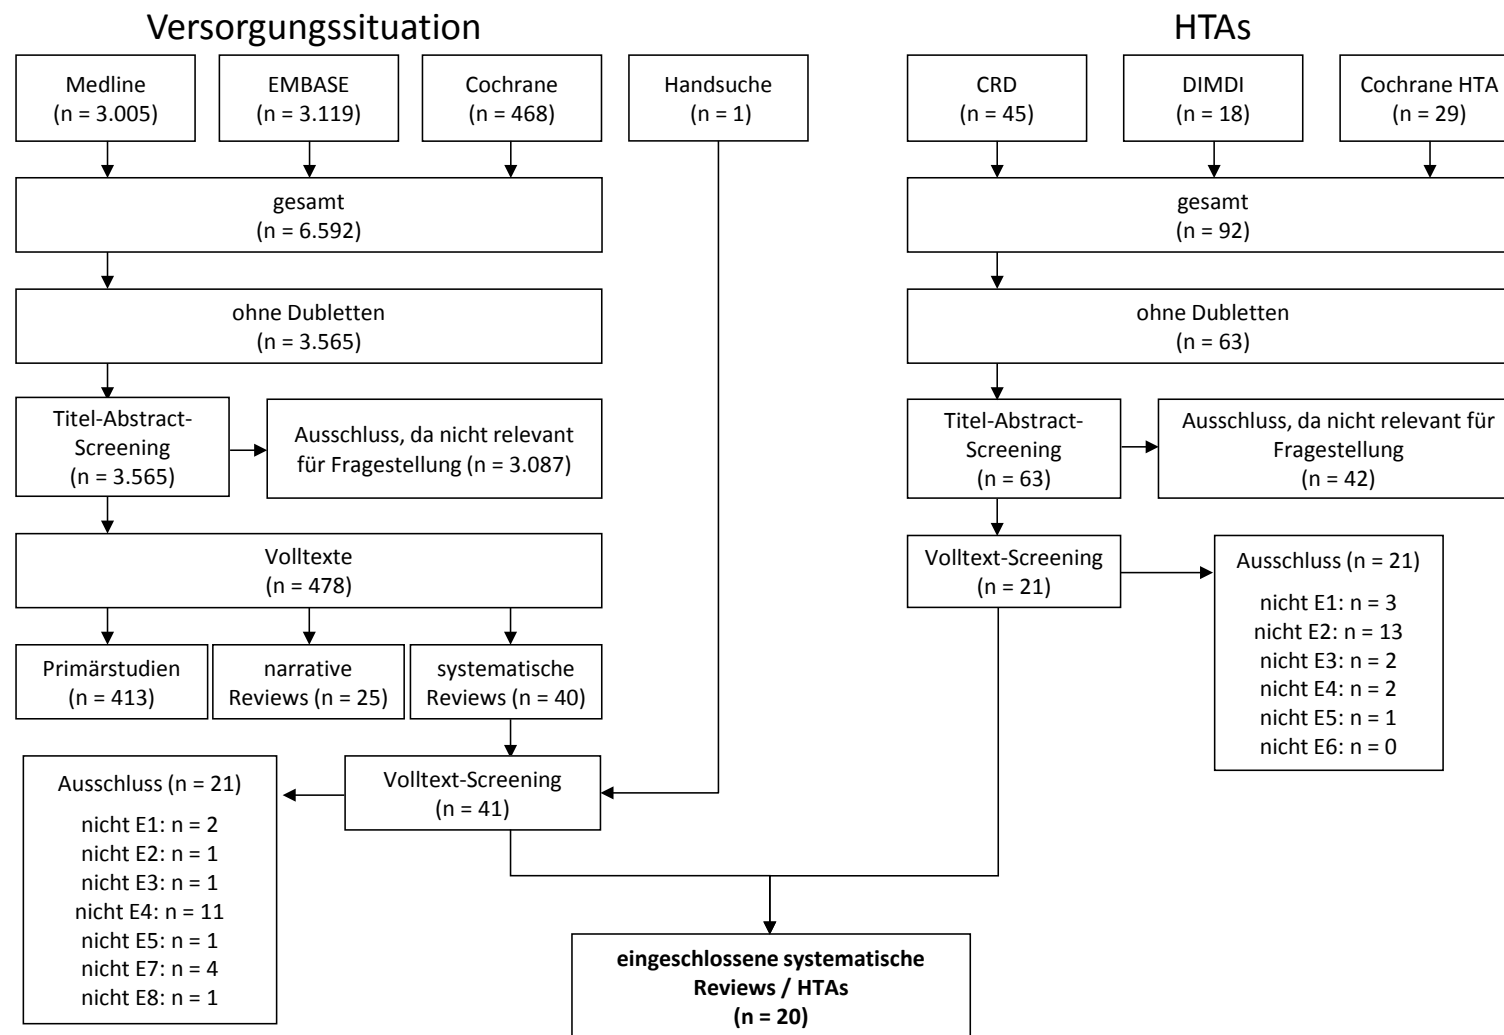 Versorgungssituation
Medline
(n = 3.005)
EMBASE
(n = 3.119)
Cochrane
(n = 468)
Handsuche
(n = 1)
gesamt
(n = 6.592)
ohne Dubletten
(n = 3.565)
Titel-Abstract-
Screening
(n = 3.565)
Ausschluss, da nicht relevant
für Fragestellung (n = 3.087)
Volltexte
(n = 478)
Primärstudien
(n = 413)
narrative
Reviews (n = 25)
systematische
Reviews (n = 40)
Volltext-Screening
(n = 41)
Ausschluss (n = 21)
nicht E1: n = 2
nicht E2: n = 1
nicht E3: n = 1
nicht E4: n = 11
nicht E5: n = 1
nicht E7: n = 4
nicht E8: n = 1
HTAs
CRD
(n = 45)
DIMDI
(n = 18)
Cochrane HTA
(n = 29)
gesamt
(n = 92)
ohne Dubletten
(n = 63)
Titel-Abstract-
Screening
(n = 63)
Ausschluss, da nicht relevant für
Fragestellung
(n = 42)
Volltext-Screening
(n = 21)
Ausschluss (n = 21)
nicht E1: n = 3
nicht E2: n = 13
nicht E3: n = 2
nicht E4: n = 2
nicht E5: n = 1
nicht E6: n = 0
eingeschlossene systematische
Reviews / HTAs
(n = 20)